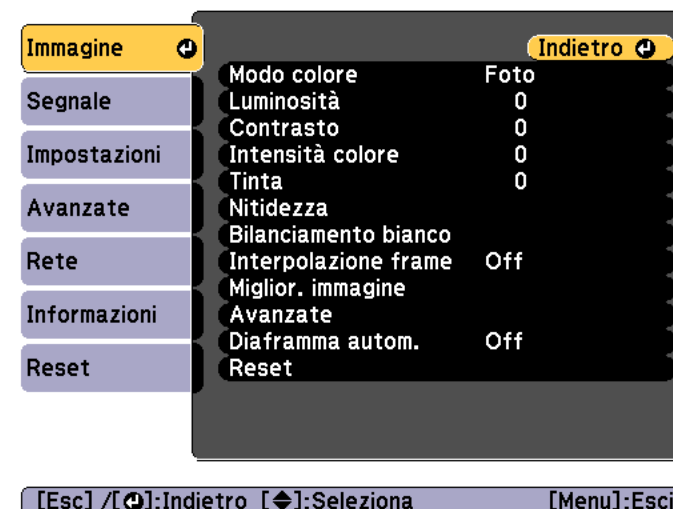 Immagine
Segnale
Impostazioni
Avanzate
Rete
Informazioni
Reset
Indietro
Modo colore Foto
Luminosità 0
Contrasto 0
Intensità colore 0
Tinta 0
Nitidezza
Bilanciamento bianco
Interpolazione frame Off
Miglior. immagine
Avanzate
Diaframma autom. Off
Reset
[Esc] /[⏎]:Indietro [◆]:Seleziona [Menu]:Esci